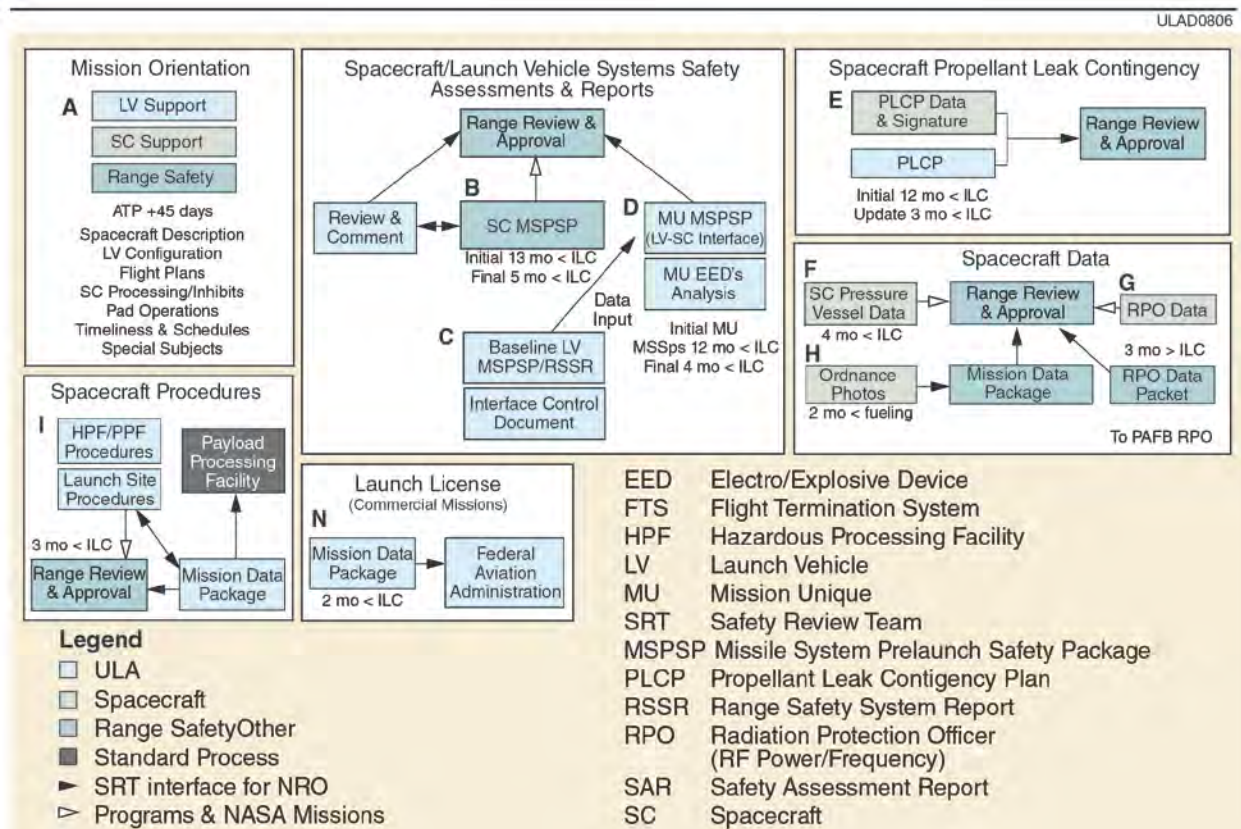 ULAD0806
Mission Orientation
A
LV Support
SC Support
Range Safety
ATP +45 days
Spacecraft Description
LV Configuration
Flight Plans
SC Processing/Inhibits
Pad Operations
Timeliness & Schedules
Special Subjects
Spacecraft/Launch Vehicle Systems Safety
Assessments & Reports
Range Review &
Approval
Review &
Comment
B
SC MSPSP
Initial 13 mo < ILC
Final 5 mo < ILC
D
MU MSPSP
(LV-SC Interface)
MU EED's
Analysis
Data
Input
Initial MU
MSSps 12 mo < ILC
Final 4 mo < ILC
C
Baseline LV
MSPSP/RSSR
Interface Control
Document
Spacecraft Propellant Leak Contingency
E
PLCP Data
& Signature
PLCP
Range Review
& Approval
Initial 12 mo < ILC
Update 3 mo < ILC
Spacecraft Data
F
SC Pressure
Vessel Data
4 mo < ILC
Range Review
& Approval
G
RPO Data
3 mo > ILC
H
Ordnance
Photos
2 mo < fueling
Mission Data
Package
RPO Data
Packet
To PAFB RPO
Spacecraft Procedures
I
HPF/PPF
Procedures
Launch Site
Procedures
Payload
Processing
Facility
3 mo < ILC
Range Review
& Approval
Mission Data
Package
Launch License
(Commercial Missions)
N
Mission Data
Package
2 mo < ILC
Federal
Aviation
Administration
Legend
ULA
Spacecraft
Range SafetyOther
Standard Process
SRT interface for NRO
Programs & NASA Missions
EED Electro/Explosive Device
FTS Flight Termination System
HPF Hazardous Processing Facility
LV Launch Vehicle
MU Mission Unique
SRT Safety Review Team
MSPSP Missile System Prelaunch Safety Package
PLCP Propellant Leak Contigency Plan
RSSR Range Safety System Report
RPO Radiation Protection Officer
(RF Power/Frequency)
SAR Safety Assessment Report
SC Spacecraft